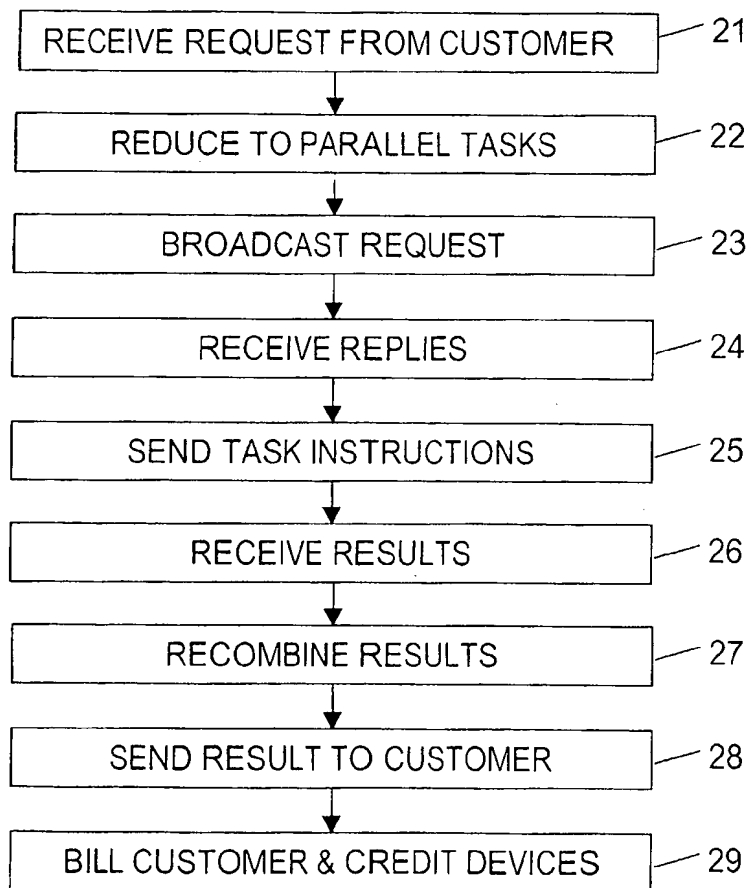 RECEIVE REQUEST FROM CUSTOMER 21
REDUCE TO PARALLEL TASKS 22
BROADCAST REQUEST 23
RECEIVE REPLIES 24
SEND TASK INSTRUCTIONS 25
RECEIVE RESULTS 26
RECOMBINE RESULTS 27
SEND RESULT TO CUSTOMER 28
BILL CUSTOMER & CREDIT DEVICES 29